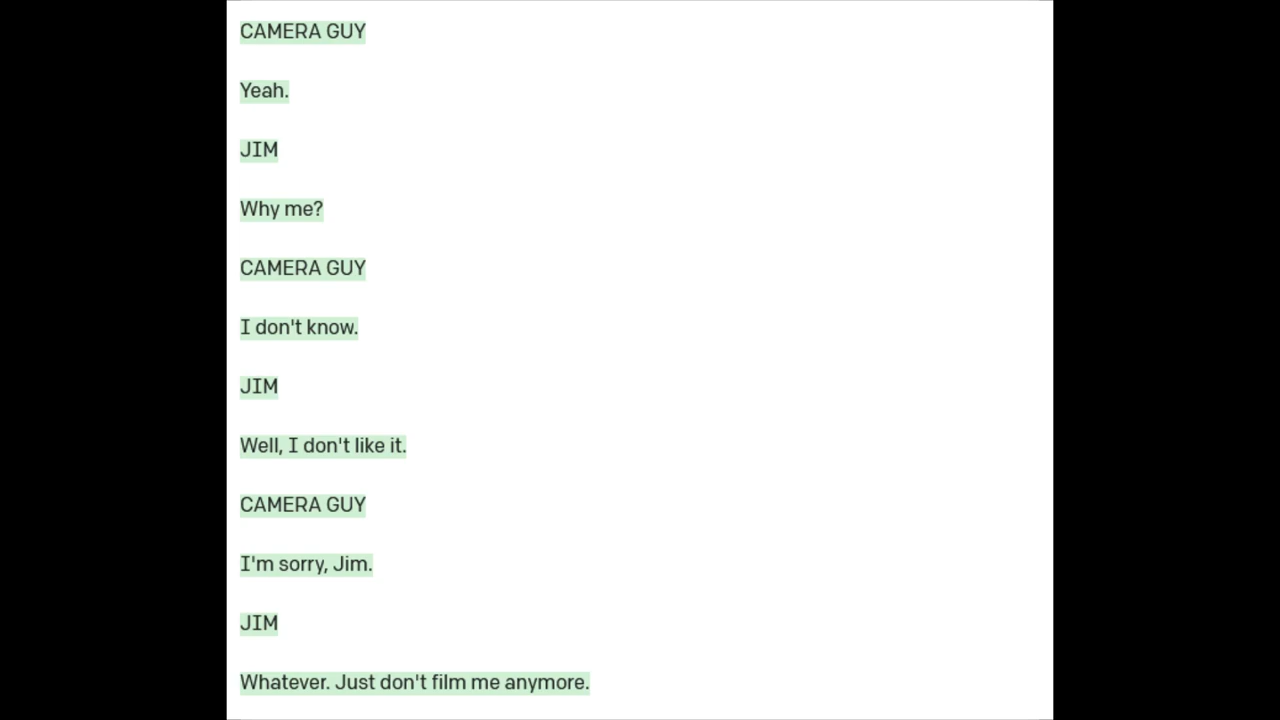 CAMERA GUY
Yeah.
JIM
Why me?
CAMERA GUY
I don't know.
JIM
Well, I don't like it.
CAMERA GUY
I'm sorry, Jim.
JIM
Whatever. Just don't film me anymore.